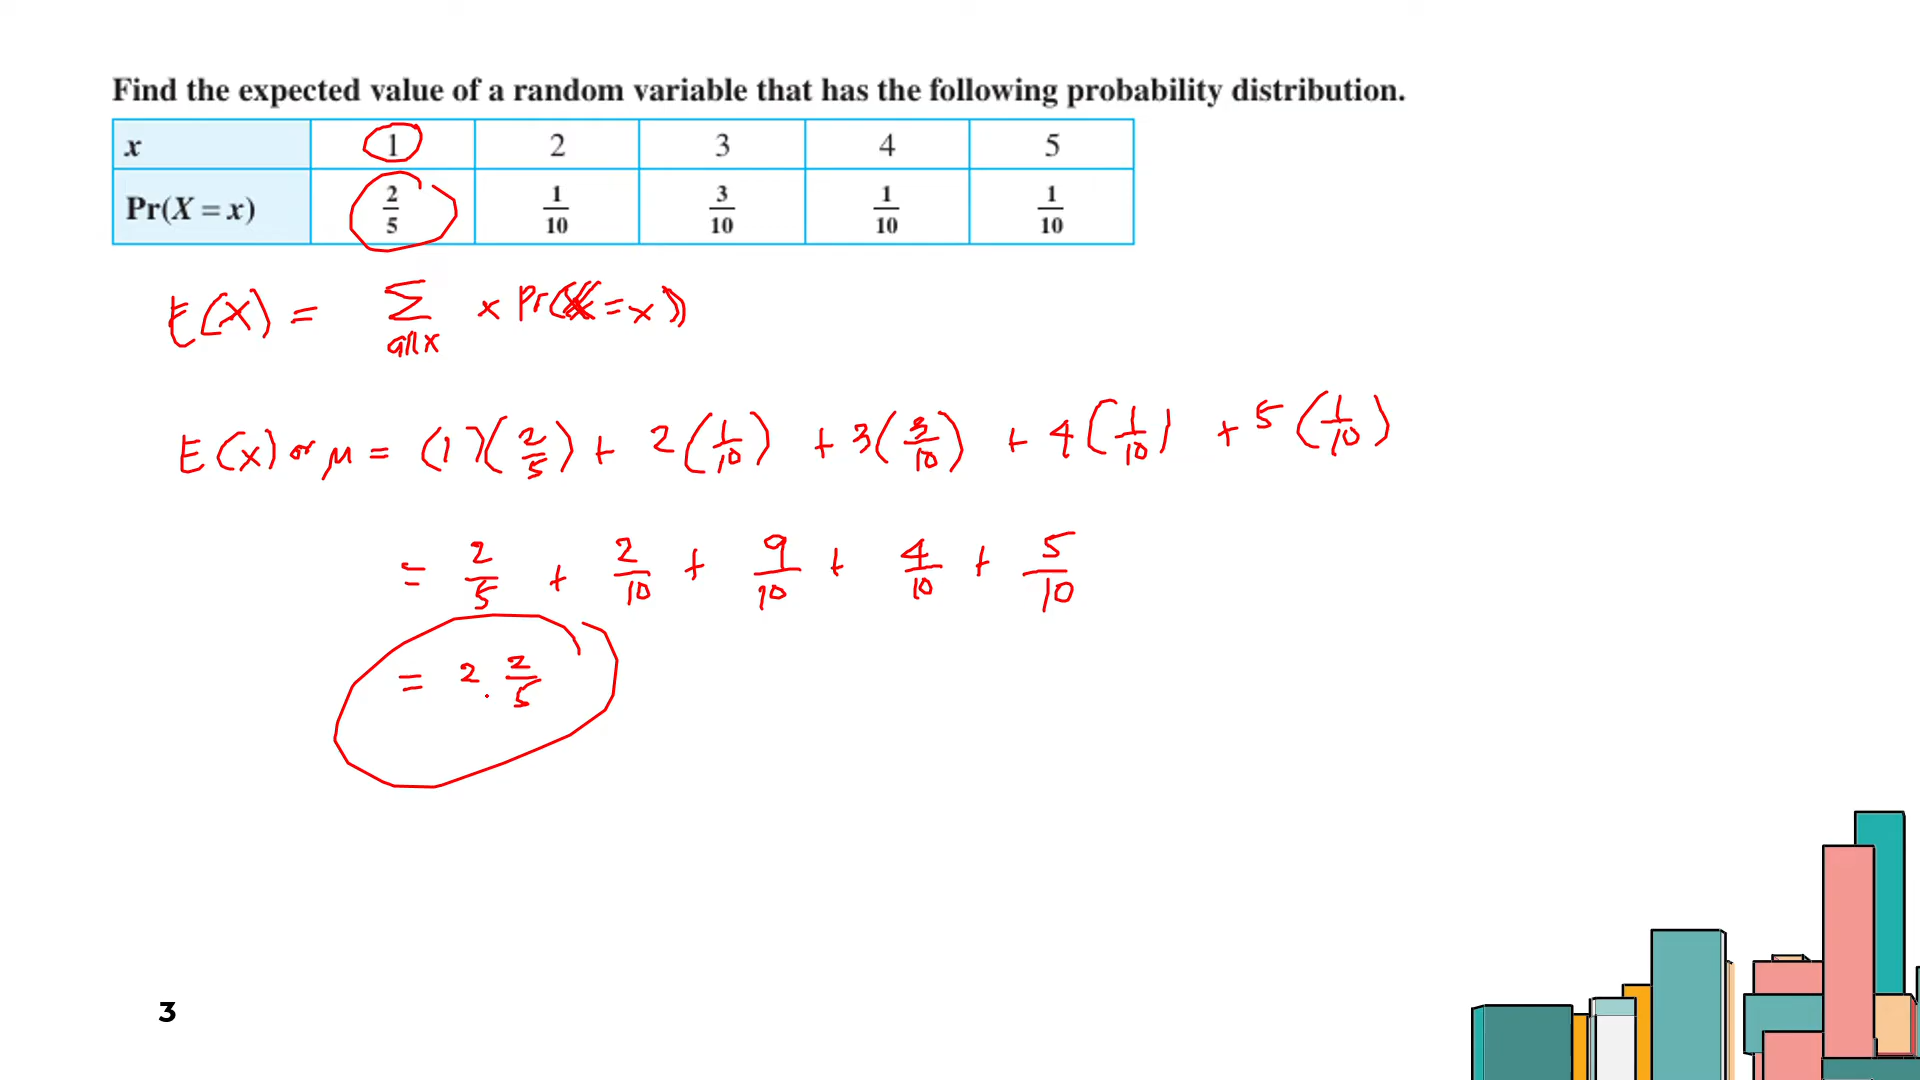 Find the expected value of a random variable that has the following probability distribution.
x 1 2 3 4 5
Pr(X = x) 2/5 1/10 3/10 1/10 1/10
E(X) = Σ x Pr(X = x)
all x
E(x) or μ = (1)(2/5) + 2(1/10) + 3(3/10) + 4(1/10) + 5(1/10)
= 2/5 + 2/10 + 9/10 + 4/10 + 5/10
= 2 2/5
3